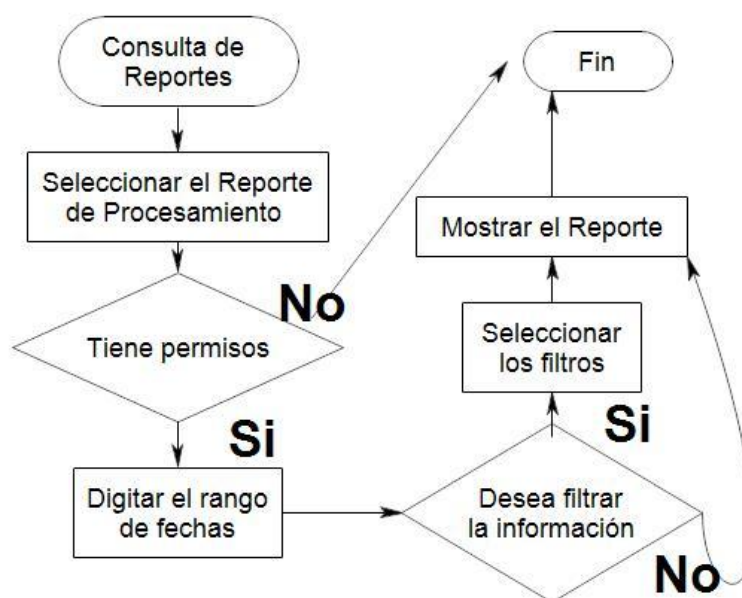 Consulta de
Reportes
Seleccionar el Reporte
de Procesamiento
Tiene permisos
No
Si
Digitar el rango
de fechas
Desea filtrar
la información
Si
No
Seleccionar
los filtros
Mostrar el Reporte
Fin